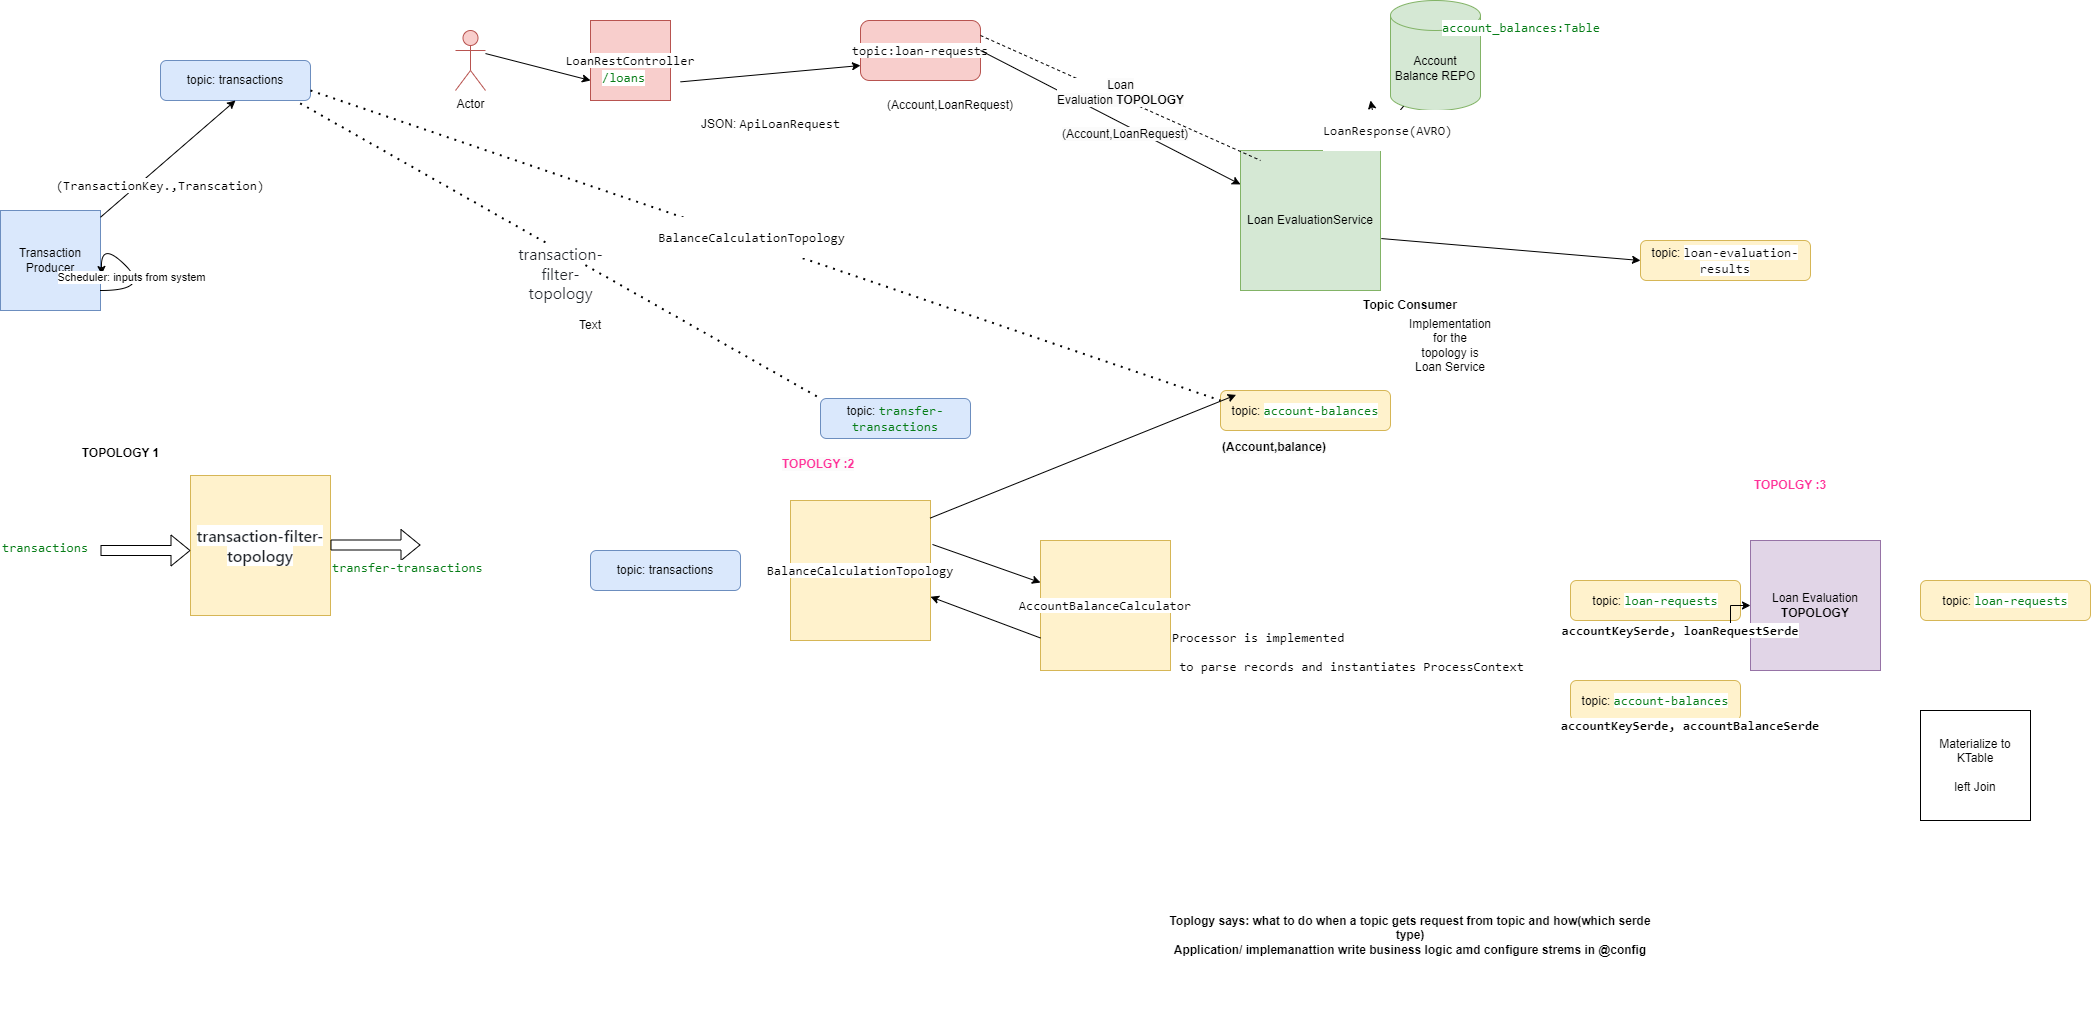 account_balances:Table
topic: transactions
Actor
LoanRestController
/loans
topic:loan-requests
Account
Balance REPO
Loan
Evaluation TOPOLOGY
(Account,LoanRequest)
JSON: ApiLoanRequest
(Account,LoanRequest)
LoanResponse(AVRO)
(TransactionKey.,Transcation)
Transaction
Producer
Scheduler: inputs from system
transaction-
filter-
topology
Text
BalanceCalculationTopology
Loan EvaluationService
topic: loan-evaluation-
results
Topic Consumer
Implementation
for the
topology is
Loan Service
topic: transfer-
transactions
topic: account-balances
(Account,balance)
TOPOLOGY 1
transactions
transaction-filter-
topology
transfer-transactions
TOPOLGY :2
topic: transactions
BalanceCalculationTopology
AccountBalanceCalculator
Processor is implemented
to parse records and instantiates ProcessContext
TOPOLGY :3
topic: loan-requests
accountKeySerde, loanRequestSerde
Loan Evaluation
TOPOLOGY
topic: loan-requests
topic: account-balances
accountKeySerde, accountBalanceSerde
Materialize to
KTable
left Join
Toplogy says: what to do when a topic gets request from topic and how(which serde
type)
Application/ implemanattion write business logic amd configure strems in @config